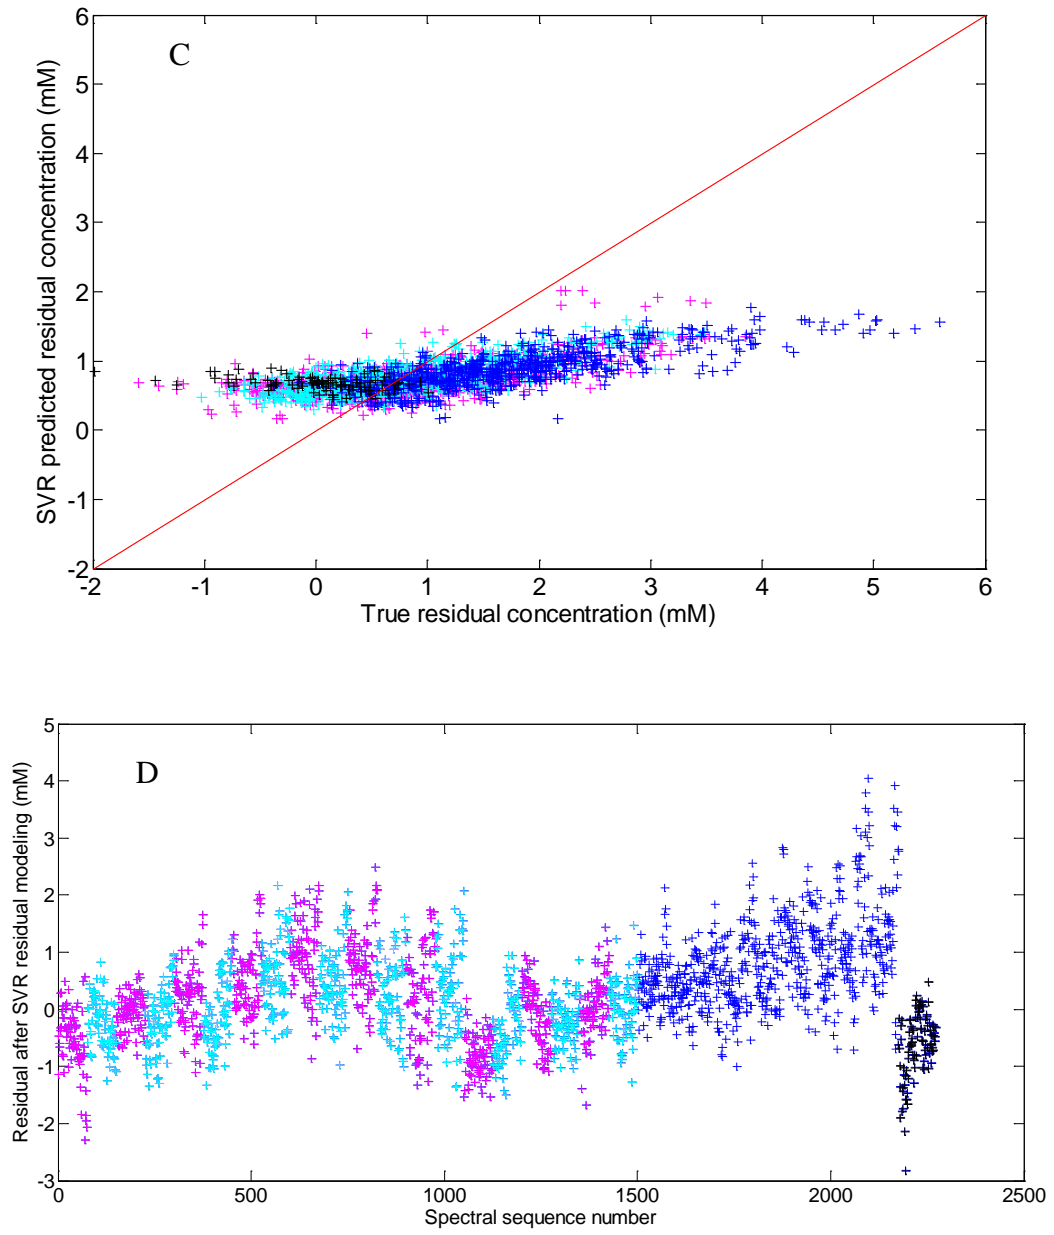 6
5
4
3
2
1
0
-1
-2
SVR predicted residual concentration (mM)
C
-2 -1 0 1 2 3 4 5 6
True residual concentration (mM)
5
4
3
2
1
0
-1
-2
-3
Residual after SVR residual modeling (mM)
D
0 500 1000 1500 2000 2500
Spectral sequence number